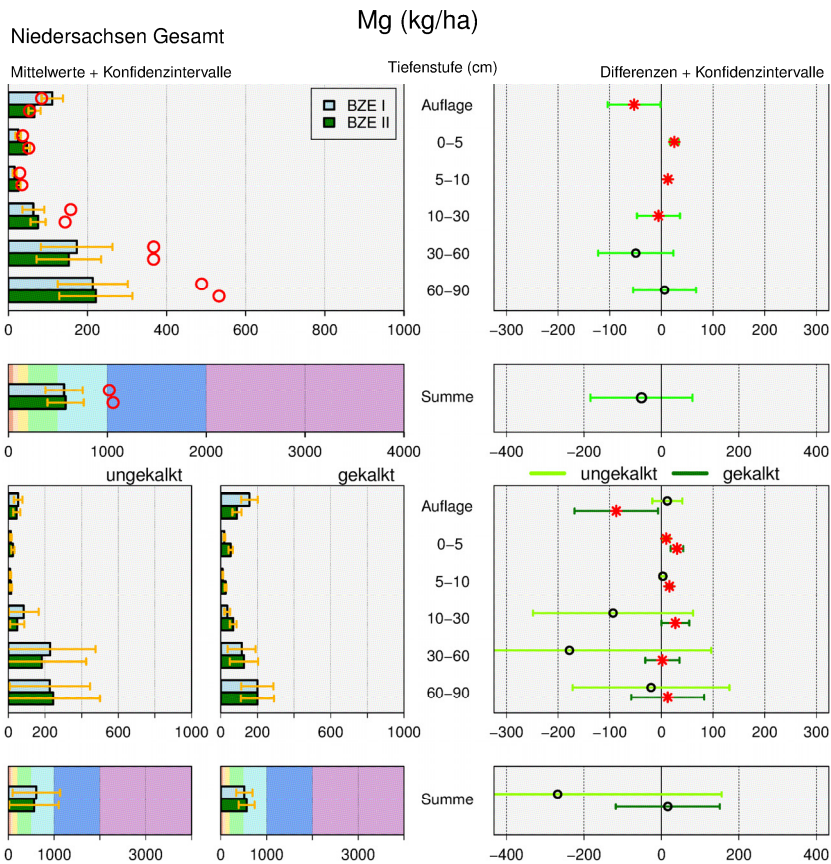 Mg (kg/ha)
Niedersachsen Gesamt
Mittelwerte + Konfidenzintervalle
Tiefenstufe (cm)
Differenzen + Konfidenzintervalle
BZE I
BZE II
Auflage
0−5
5−10
10−30
30−60
60−90
0 200 400 600 800 1000
−300 −200 −100 0 100 200 300
Summe
0 1000 2000 3000 4000
−400 −200 0 200 400
ungekalkt
gekalkt
ungekalkt
gekalkt
Auflage
0−5
5−10
10−30
30−60
60−90
0 200 600 1000
0 200 600 1000
−300 −200 −100 0 100 200 300
Summe
0 1000 3000
0 1000 3000
−400 −200 0 200 400